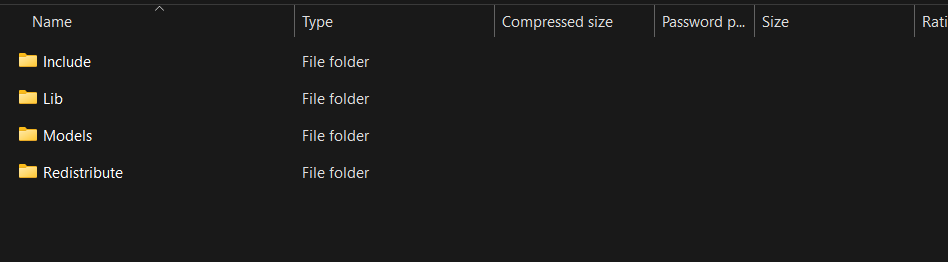 Name Type Compressed size Password p... Size Rati
Include File folder
Lib File folder
Models File folder
Redistribute File folder